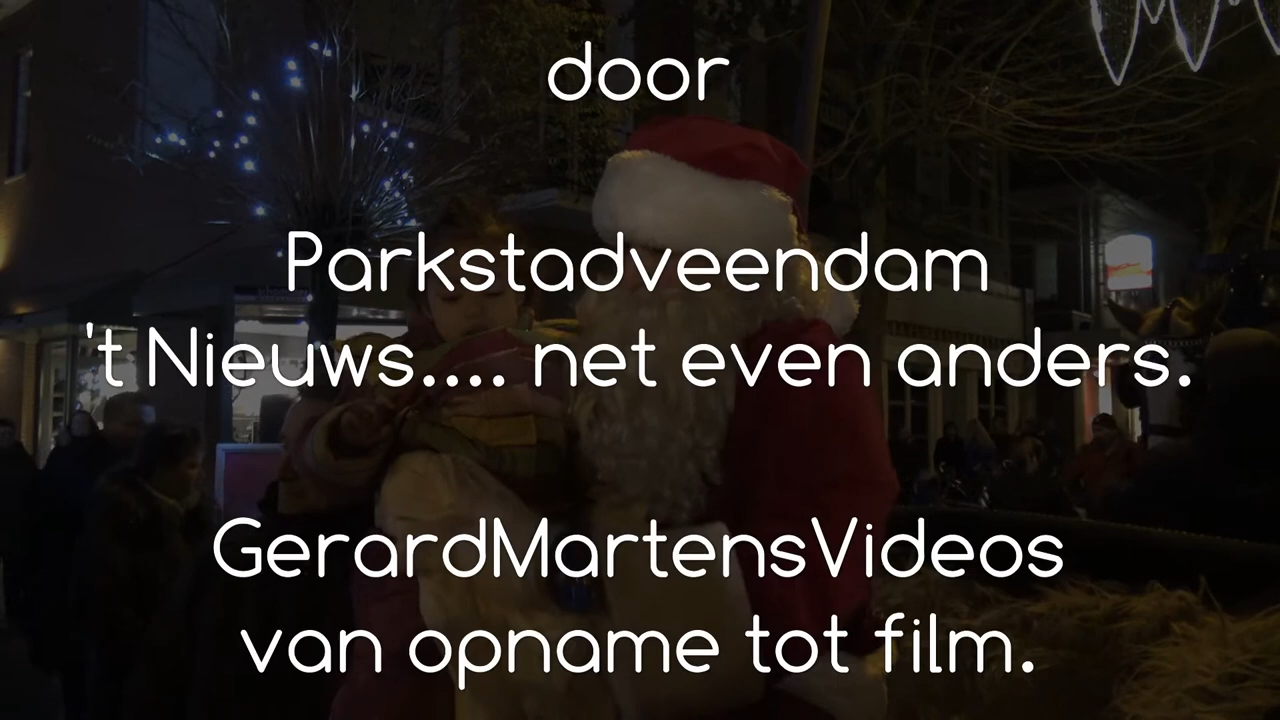 door
Parkstadveendam
't Nieuws.... net even anders.
GerardMartensVideos
van opname tot film.